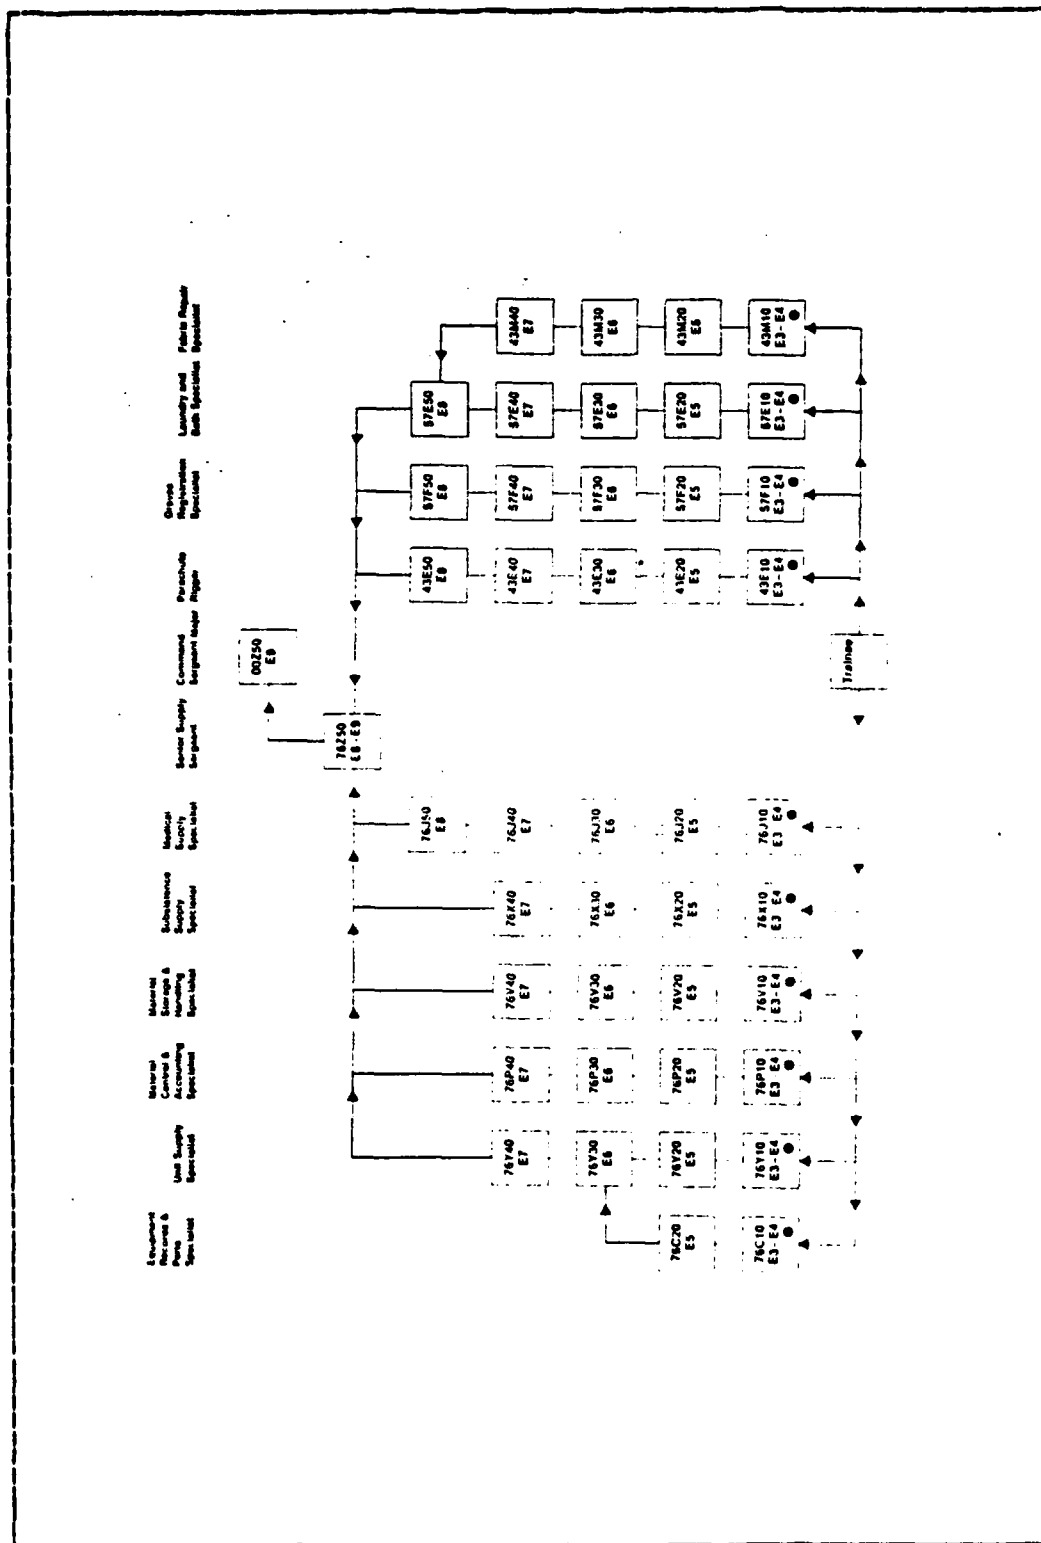 Equipment
Records &
Parts
Specialist
Unit Supply
Specialist
Material
Control &
Accounting
Specialist
Material
Storage &
Handling
Specialist
Subsistence
Supply
Specialist
Medical
Supply
Specialist
Senior Supply
Sergeant
Command
Sergeant Major
Parachute
Rigger
Graves
Registration
Specialist
Laundry and
Bath Specialist
Fabric Repair
Specialist
00Z50
E9
76Z50
E8-E9
76J50
E8
43E50
E8
57F50
E8
57E50
E8
76Y40
E7
76P40
E7
76V40
E7
76X40
E7
76J40
E7
43E40
E7
57F40
E7
57E40
E7
43M40
E7
76Y30
E6
76P30
E6
76V30
E6
76X30
E6
76J30
E6
43E30
E6
57F30
E6
57E30
E6
43M30
E6
76C20
E5
76Y20
E5
76P20
E5
76V20
E5
76X20
E5
76J20
E5
43E20
E5
57F20
E5
57E20
E5
43M20
E5
76C10
E3-E4
76Y10
E3-E4
76P10
E3 E4
76V10
E3-E4
76X10
E3 E4
76J10
E3 E4
43E10
E3-E4
57F10
E3-E4
57E10
E3-E4
43M10
E3-E4
Trainee